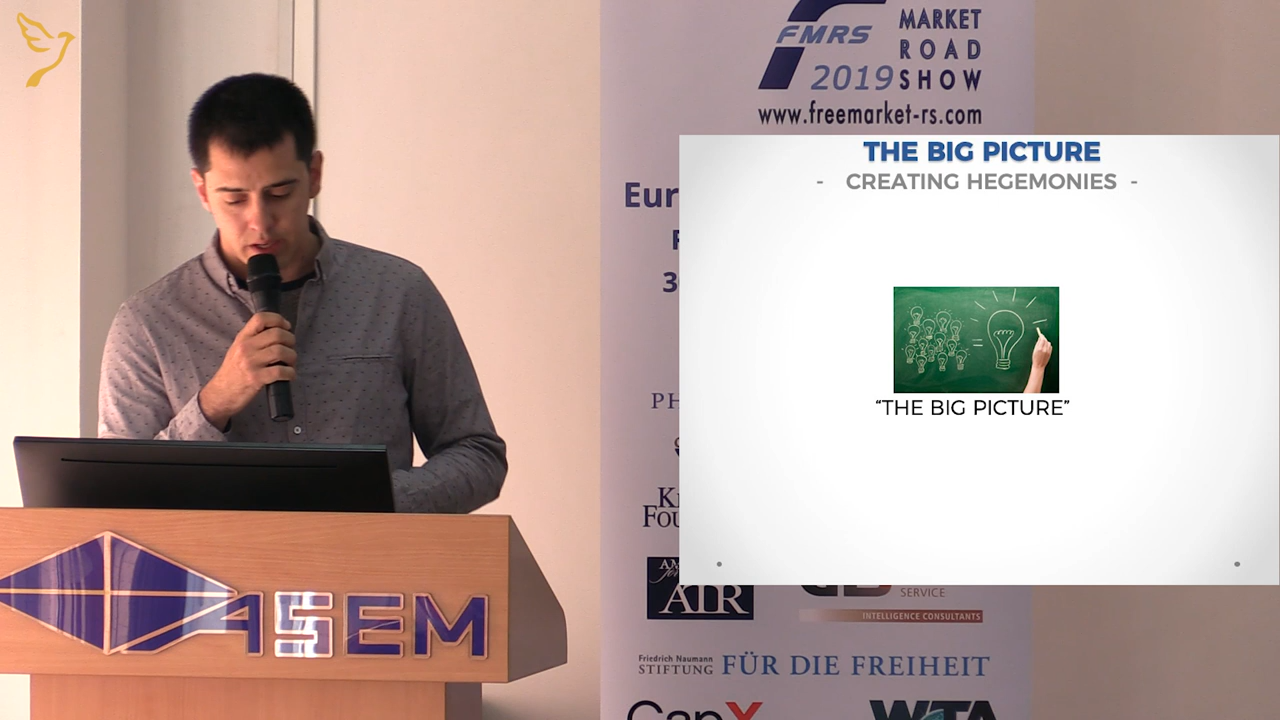 FMRS
2019
MARKET
ROAD
SHOW
www.freemarket-rs.com
THE BIG PICTURE
- CREATING HEGEMONIES -
“THE BIG PICTURE”
AIR
SERVICE
INTELLIGENCE CONSULTANTS
Friedrich Naumann
STIFTUNG FÜR DIE FREIHEIT
CapX
ASEM